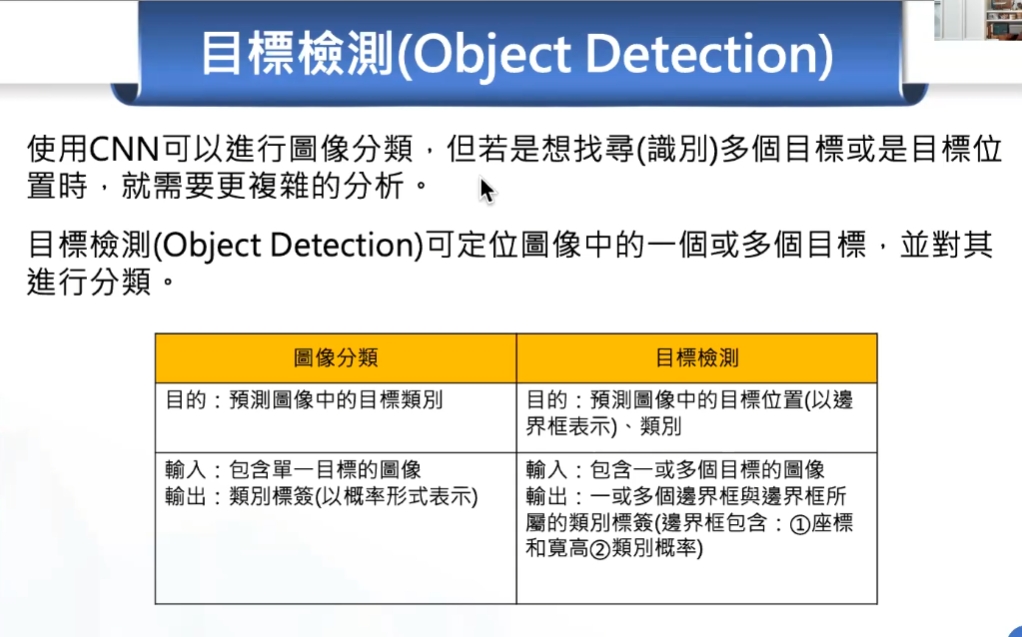 目標檢測(Object Detection)
使用CNN可以進行圖像分類，但若是想找尋(識別)多個目標或是目標位
置時，就需要更複雜的分析。
目標檢測(Object Detection)可定位圖像中的一個或多個目標，並對其
進行分類。
圖像分類
目標檢測
目的：預測圖像中的目標類別
目的：預測圖像中的目標位置(以邊
界框表示)、類別
輸入：包含單一目標的圖像
輸出：類別標簽(以概率形式表示)
輸入：包含一或多個目標的圖像
輸出：一或多個邊界框與邊界框所
屬的類別標簽(邊界框包含：①座標
和寬高②類別概率)